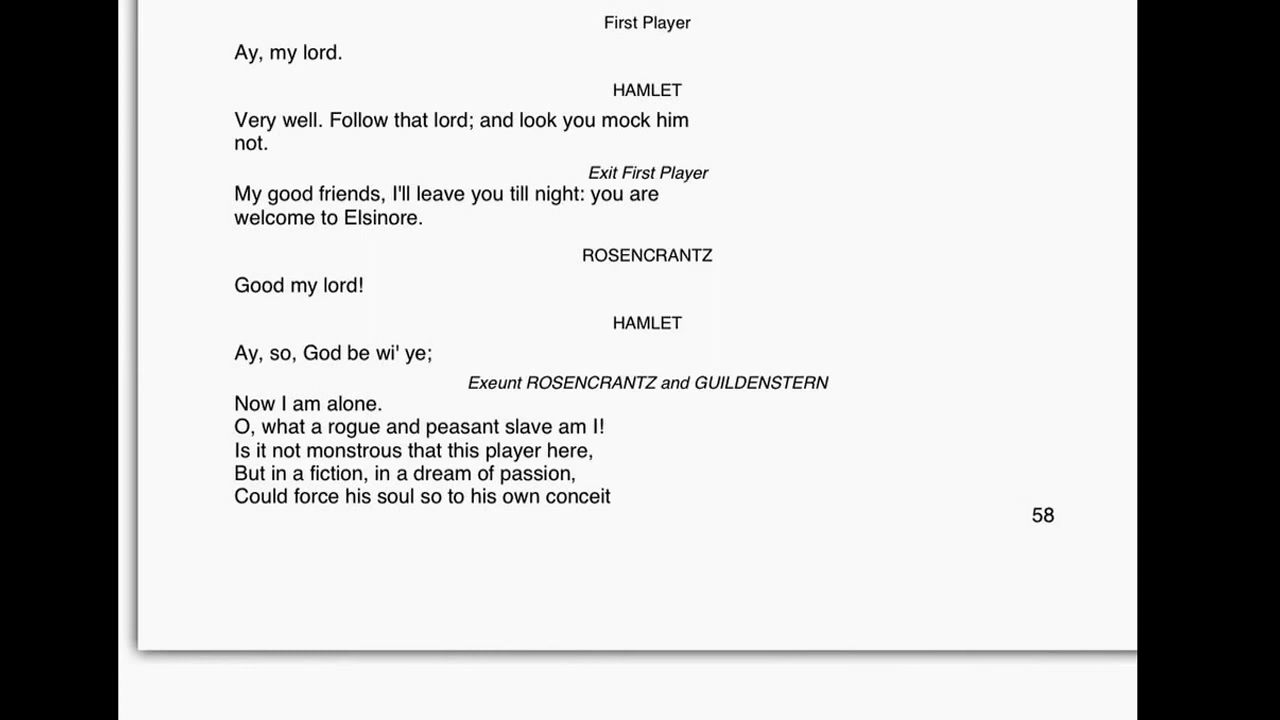 First Player
Ay, my lord.
HAMLET
Very well. Follow that lord; and look you mock him
not.
Exit First Player
My good friends, I'll leave you till night: you are
welcome to Elsinore.
ROSENCRANTZ
Good my lord!
HAMLET
Ay, so, God be wi' ye;
Exeunt ROSENCRANTZ and GUILDENSTERN
Now I am alone.
O, what a rogue and peasant slave am I!
Is it not monstrous that this player here,
But in a fiction, in a dream of passion,
Could force his soul so to his own conceit
58